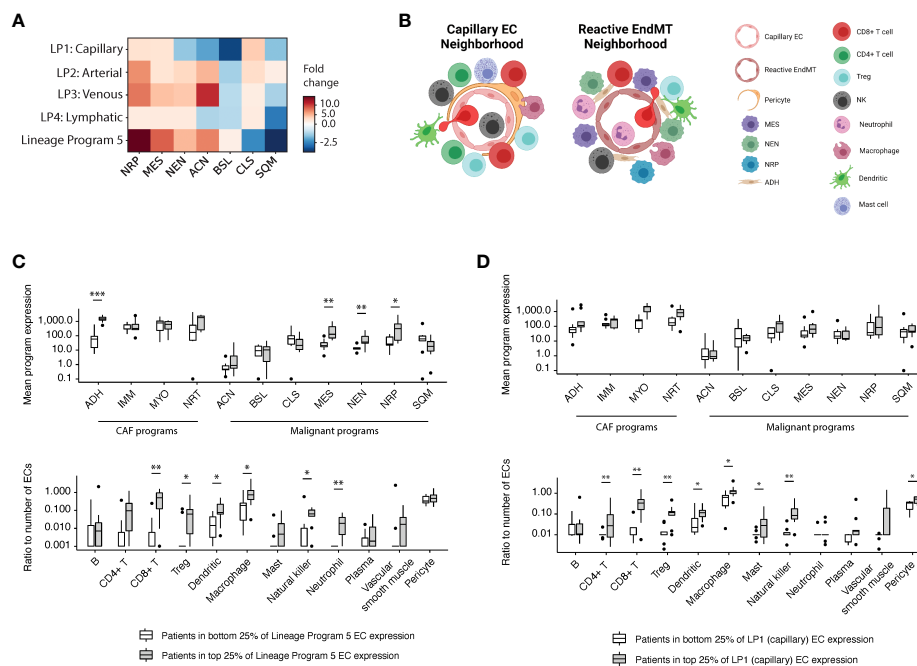 A
LP1: Capillary
LP2: Arterial
LP3: Venous
LP4: Lymphatic
Lineage Program 5
NRP
MES
NEN
ACN
BSL
CLS
SQM
Fold
change
10.0
5.0
0
-2.5
B
Capillary EC
Neighborhood
Reactive EndMT
Neighborhood
Capillary EC
Reactive EndMT
Pericyte
MES
NEN
NRP
ADH
CD8+ T cell
CD4+ T cell
Treg
NK
Neutrophil
Macrophage
Dendritic
Mast cell
C
Mean program expression
1,000.0
100.0
10.0
1.0
0.1
***
**
**
*
ADH
IMM
MYO
NRT
ACN
BSL
CLS
MES
NEN
NRP
SQM
CAF programs
Malignant programs
Ratio to number of ECs
1.000
0.100
0.010
0.001
**
*
*
*
*
**
B
CD4+ T
CD8+ T
Treg
Dendritic
Macrophage
Mast
Natural killer
Neutrophil
Plasma
Vascular
smooth muscle
Pericyte
Patients in bottom 25% of Lineage Program 5 EC expression
Patients in top 25% of Lineage Program 5 EC expression
D
Mean program expression
1,000.0
100.0
10.0
1.0
0.1
ADH
IMM
MYO
NRT
ACN
BSL
CLS
MES
NEN
NRP
SQM
CAF programs
Malignant programs
Ratio to number of ECs
1.00
0.10
0.01
**
**
**
*
*
*
**
*
B
CD4+ T
CD8+ T
Treg
Dendritic
Macrophage
Mast
Natural killer
Neutrophil
Plasma
Vascular
smooth muscle
Pericyte
Patients in bottom 25% of LP1 (capillary) EC expression
Patients in top 25% of LP1 (capillary) EC expression